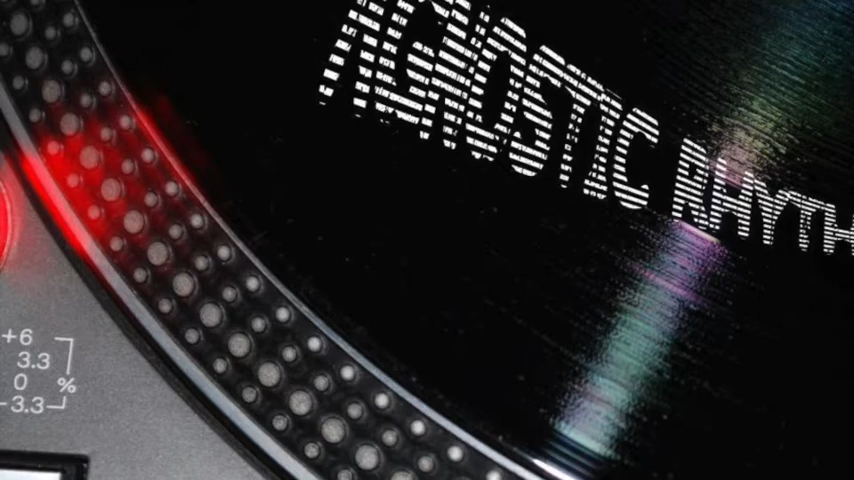 AGNOSTIC RHYTH
+6
3.3
0 %
-3.3